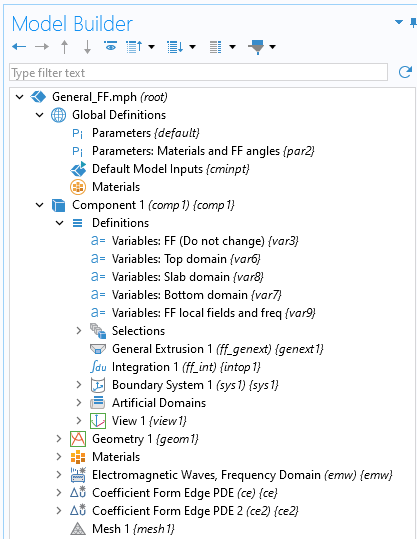 Model Builder
Type filter text
General_FF.mph (root)
Global Definitions
Pi Parameters {default}
Pi Parameters: Materials and FF angles {par2}
Default Model Inputs {cminpt}
Materials
Component 1 (comp1) {comp1}
Definitions
a= Variables: FF (Do not change) {var3}
a= Variables: Top domain {var6}
a= Variables: Slab domain {var8}
a= Variables: Bottom domain {var7}
a= Variables: FF local fields and freq {var9}
Selections
General Extrusion 1 (ff_genext) {genext1}
∫du Integration 1 (ff_int) {intop1}
Boundary System 1 (sys1) {sys1}
Artificial Domains
View 1 {view1}
Geometry 1 {geom1}
Materials
Electromagnetic Waves, Frequency Domain (emw) {emw}
Δu Coefficient Form Edge PDE (ce) {ce}
Δu Coefficient Form Edge PDE 2 (ce2) {ce2}
Mesh 1 {mesh1}